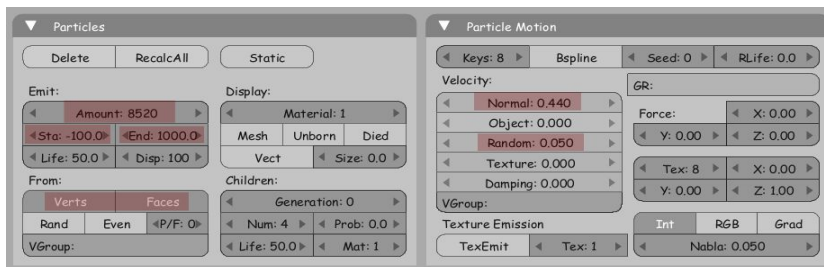 Particles
Delete RecalcAll Static
Emit: Display:
Amount: 8520 Material: 1
Sta: -100.0 End: 1000.0 Mesh Unborn Died
Life: 50.0 Disp: 100 Vect Size: 0.0
From: Children:
Verts Faces Generation: 0
Rand Even P/F: 0 Num: 4 Prob: 0.0
VGroup: Life: 50.0 Mat: 1
Particle Motion
Keys: 8 Bspline Seed: 0 RLife: 0.0
Velocity: GR:
Normal: 0.440
Object: 0.000 Force: X: 0.00
Random: 0.050 Y: 0.00 Z: 0.00
Texture: 0.000 Tex: 8 X: 0.00
Damping: 0.000 Y: 0.00 Z: 1.00
VGroup:
Texture Emission Int RGB Grad
TexEmit Tex: 1 Nabla: 0.050